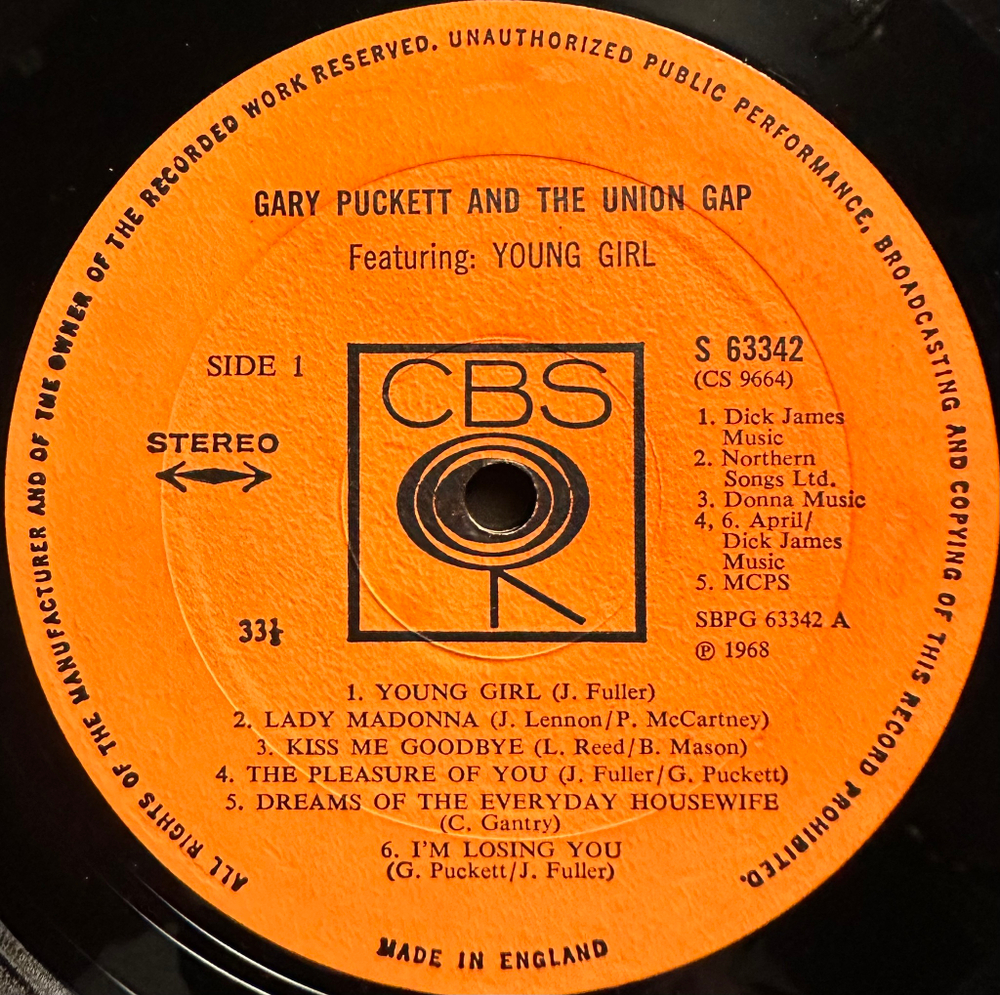 ALL RIGHTS OF THE MANUFACTURER AND OF THE OWNER OF THE RECORDED WORK RESERVED. UNAUTHORIZED PUBLIC PERFORMANCE, BROADCASTING AND COPYING OF THIS RECORD PROHIBITED.
GARY PUCKETT AND THE UNION GAP
Featuring: YOUNG GIRL
SIDE 1
STEREO
33⅓
CBS
S 63342
(CS 9664)
1. Dick James
Music
2. Northern
Songs Ltd.
3. Donna Music
4, 6. April/
Dick James
Music
5. MCPS
SBPG 63342 A
℗ 1968
1. YOUNG GIRL (J. Fuller)
2. LADY MADONNA (J. Lennon/P. McCartney)
3. KISS ME GOODBYE (L. Reed/B. Mason)
4. THE PLEASURE OF YOU (J. Fuller/G. Puckett)
5. DREAMS OF THE EVERYDAY HOUSEWIFE
(C. Gantry)
6. I'M LOSING YOU
(G. Puckett/J. Fuller)
MADE IN ENGLAND